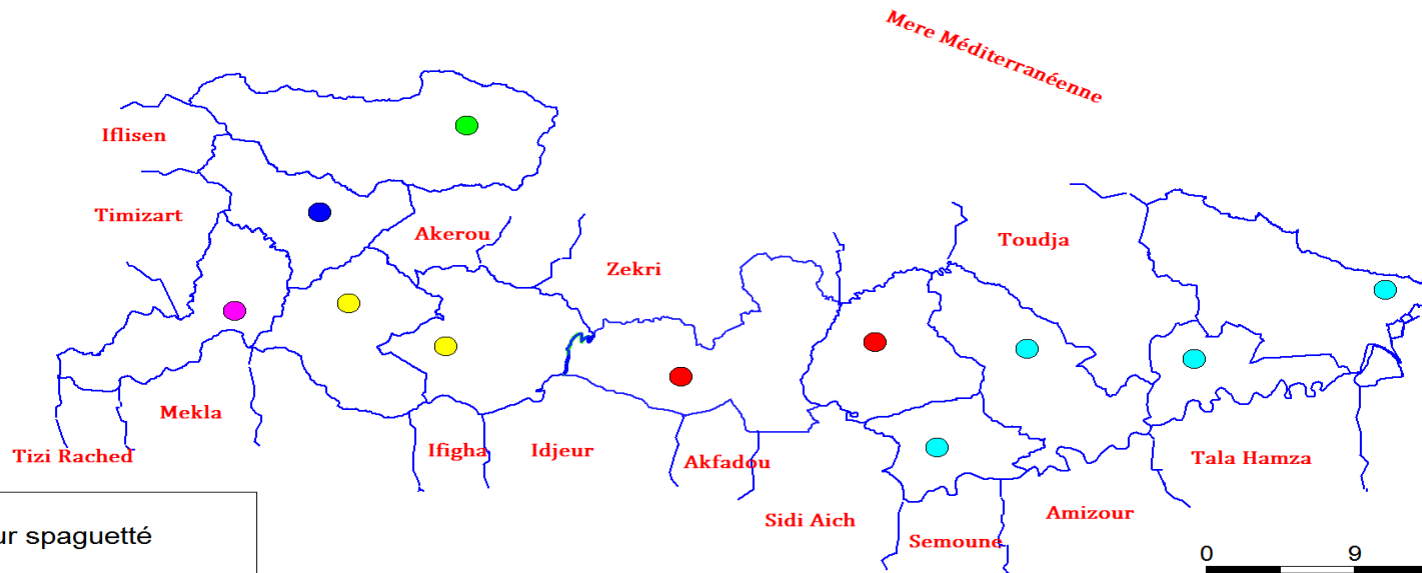 Mere Méditerranéenne
Iflisen
Timizart
Akerou
Toudja
Zekri
Mekla
Tizi Rached
Ifigha
Idjeur
Akfadou
Tala Hamza
Sidi Aich
Amizour
Semoune
ur spaguetté
0 9